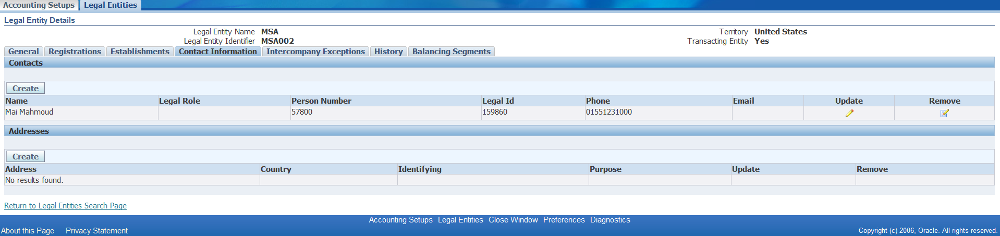 Accounting Setups Legal Entities
Legal Entity Details
Legal Entity Name MSA Territory United States
Legal Entity Identifier MSA002 Transacting Entity Yes
General Registrations Establishments Contact Information Intercompany Exceptions History Balancing Segments
Contacts
Create
Name Legal Role Person Number Legal Id Phone Email Update Remove
Mai Mahmoud 57800 159860 01551231000
Addresses
Create
Address Country Identifying Purpose Update Remove
No results found.
Return to Legal Entities Search Page
Accounting Setups Legal Entities Close Window Preferences Diagnostics
About this Page Privacy Statement Copyright (c) 2006, Oracle. All rights reserved.